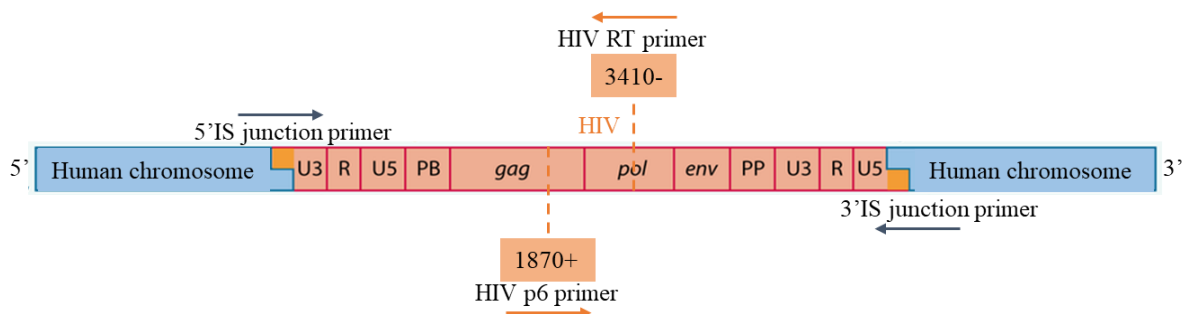 HIV RT primer
3410-
5'IS junction primer
HIV
5' Human chromosome U3 R U5 PB gag pol env PP U3 R U5 Human chromosome 3'
3'IS junction primer
1870+
HIV p6 primer